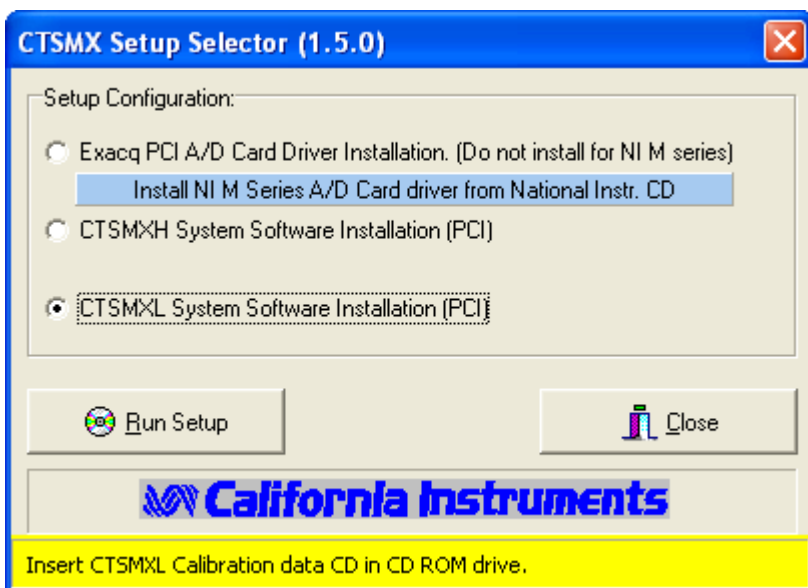 CTSMX Setup Selector (1.5.0)
Setup Configuration:
Exacq PCI A/D Card Driver Installation. (Do not install for NI M series)
Install NI M Series A/D Card driver from National Instr. CD
CTSMXH System Software Installation (PCI)
CTSMXL System Software Installation (PCI)
Run Setup
Close
California Instruments
Insert CTSMXL Calibration data CD in CD ROM drive.